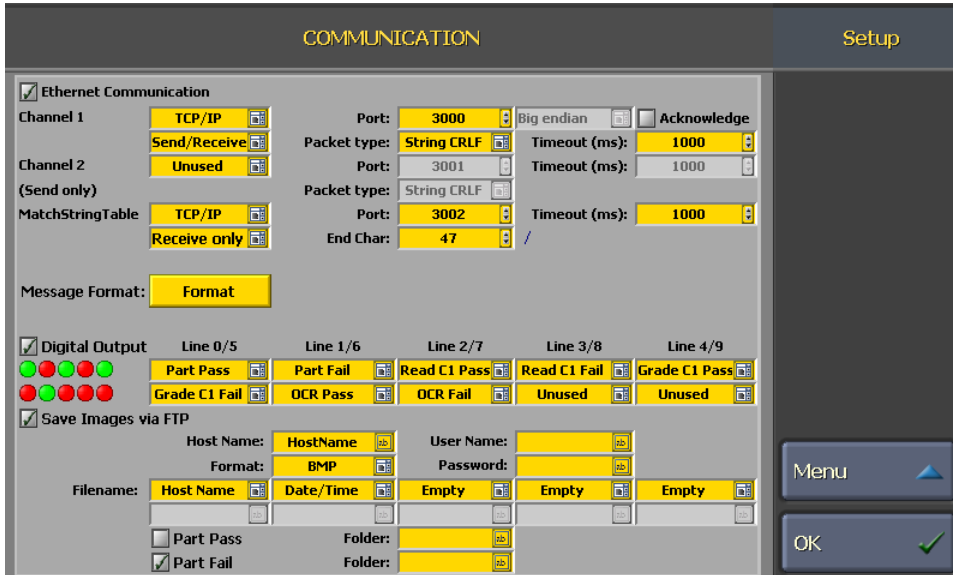 COMMUNICATION Setup
Ethernet Communication
Channel 1 TCP/IP Port: 3000 Big endian Acknowledge
Send/Receive Packet type: String CRLF Timeout (ms): 1000
Channel 2 Unused Port: 3001 Timeout (ms): 1000
(Send only) Packet type: String CRLF
MatchStringTable TCP/IP Port: 3002 Timeout (ms): 1000
Receive only End Char: 47 /
Message Format: Format
Digital Output Line 0/5 Line 1/6 Line 2/7 Line 3/8 Line 4/9
Part Pass Part Fail Read C1 Pass Read C1 Fail Grade C1 Pass
Grade C1 Fail OCR Pass OCR Fail Unused Unused
Save Images via FTP
Host Name: HostName User Name:
Format: BMP Password:
Filename: Host Name Date/Time Empty Empty Empty
Part Pass Folder:
Part Fail Folder:
Menu
OK